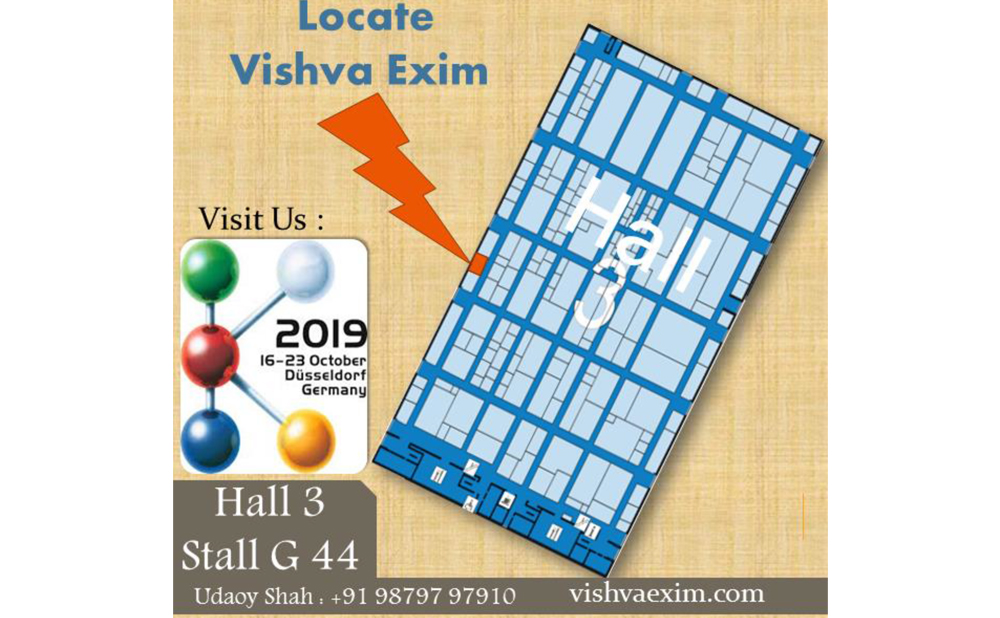 Locate
Vishva Exim
Visit Us :
2019
16-23 October
Düsseldorf
Germany
Hall
3
Hall 3
Stall G 44
Udaoy Shah : +91 98797 97910
vishvaexim.com